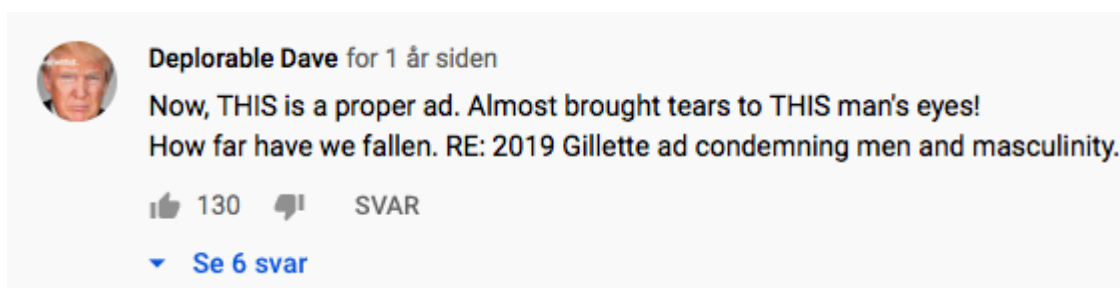 Deplorable Dave for 1 år siden
Now, THIS is a proper ad. Almost brought tears to THIS man's eyes!
How far have we fallen. RE: 2019 Gillette ad condemning men and masculinity.
130 SVAR
Se 6 svar